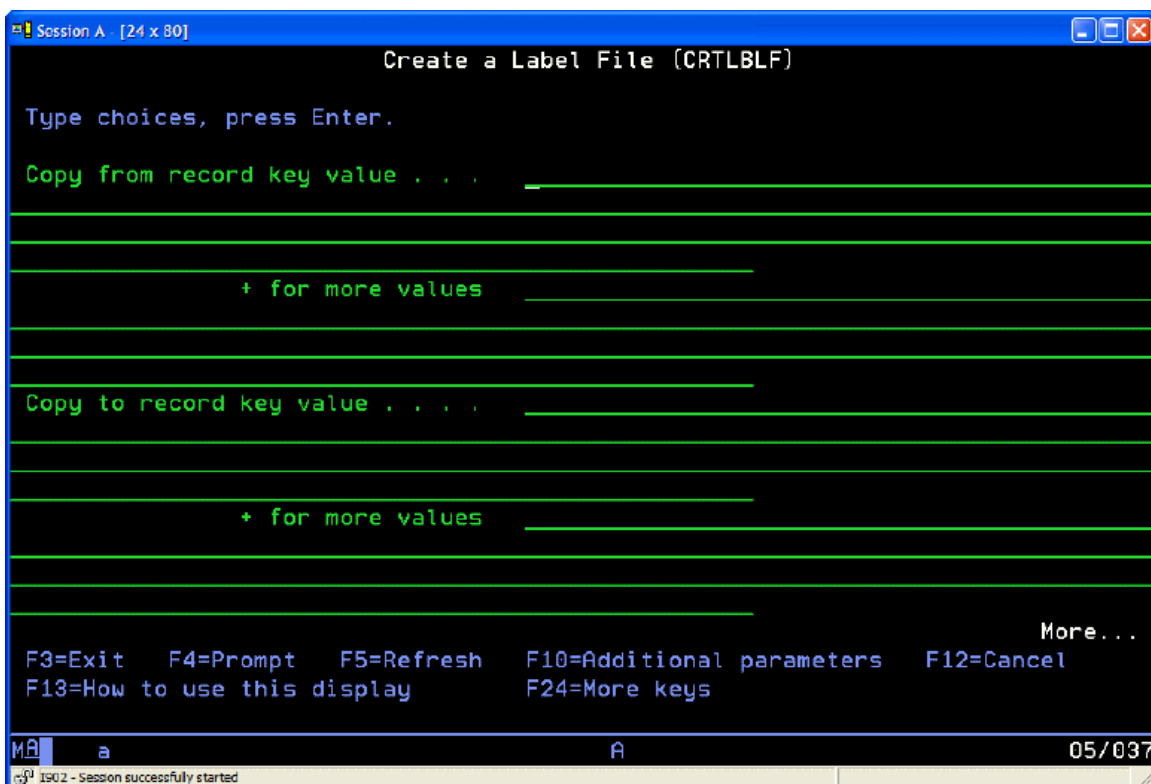 Session A - [24 x 80]
Create a Label File (CRTLBLF)
Type choices, press Enter.
Copy from record key value . . .
+ for more values
Copy to record key value . . . .
+ for more values
More...
F3=Exit F4=Prompt F5=Refresh F10=Additional parameters F12=Cancel
F13=How to use this display F24=More keys
MA a A 05/037
I902 - Session successfully started